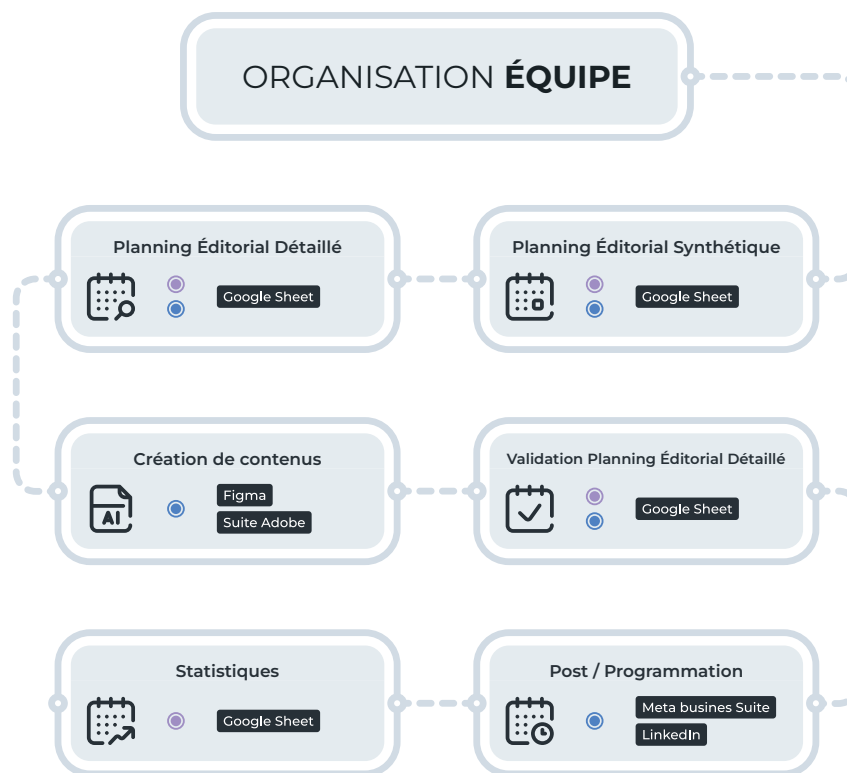 ORGANISATION ÉQUIPE
Planning Éditorial Détaillé
Google Sheet
Planning Éditorial Synthétique
Google Sheet
Création de contenus
AI
Figma
Suite Adobe
Validation Planning Éditorial Détaillé
Google Sheet
Statistiques
Google Sheet
Post / Programmation
Meta busines Suite
LinkedIn